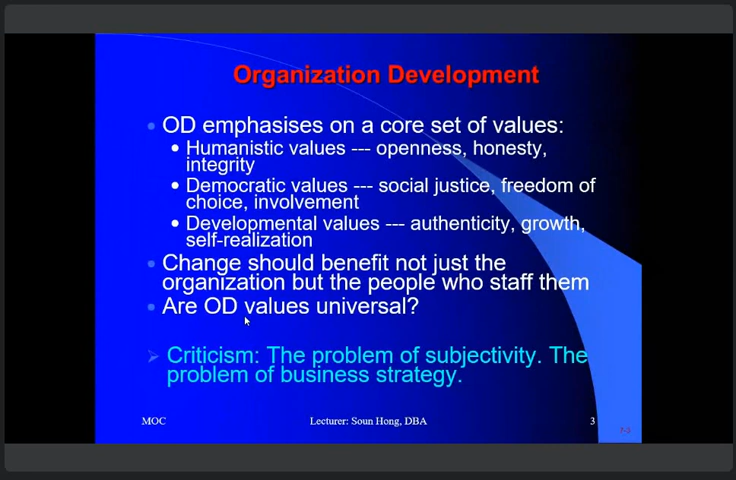 Organization Development
OD emphasises on a core set of values:
Humanistic values --- openness, honesty,
integrity
Democratic values --- social justice, freedom of
choice, involvement
Developmental values --- authenticity, growth,
self-realization
Change should benefit not just the
organization but the people who staff them
Are OD values universal?
Criticism: The problem of subjectivity. The
problem of business strategy.
MOC
Lecturer: Soun Hong, DBA
3
7-3